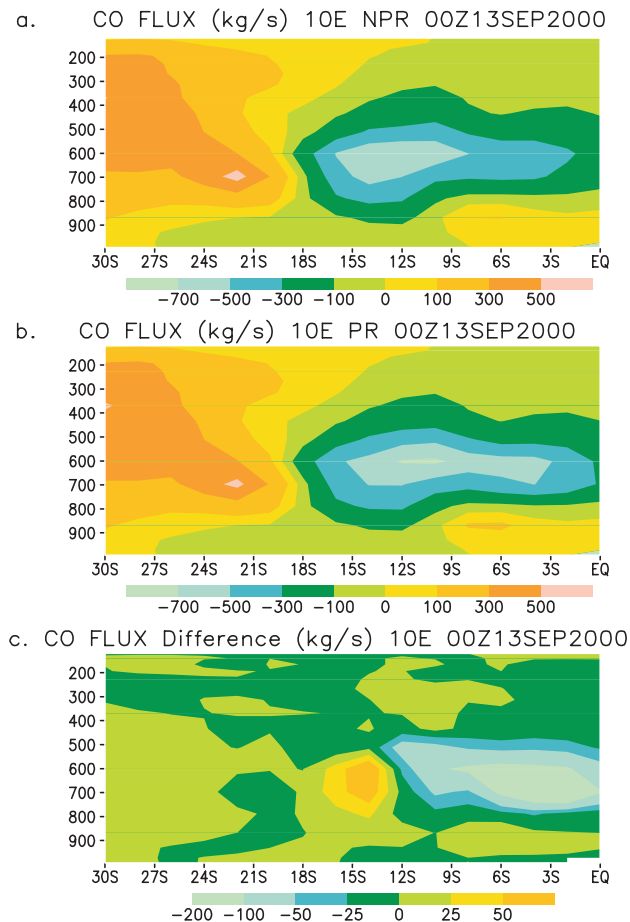 a. CO FLUX (kg/s) 10E NPR 00Z13SEP2000
200
300
400
500
600
700
800
900
30S 27S 24S 21S 18S 15S 12S 9S 6S 3S EQ
−700 −500 −300 −100 0 100 300 500
b. CO FLUX (kg/s) 10E PR 00Z13SEP2000
200
300
400
500
600
700
800
900
30S 27S 24S 21S 18S 15S 12S 9S 6S 3S EQ
−700 −500 −300 −100 0 100 300 500
c. CO FLUX Difference (kg/s) 10E 00Z13SEP2000
200
300
400
500
600
700
800
900
30S 27S 24S 21S 18S 15S 12S 9S 6S 3S EQ
−200 −100 −50 −25 0 25 50